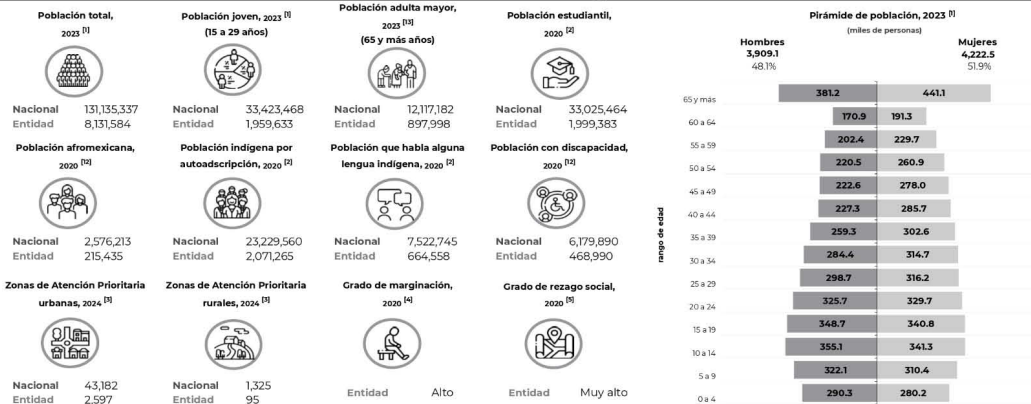 Población total,
2023 [1]
Nacional 131,135,337
Entidad 8,131,584
Población joven, 2023 [1]
(15 a 29 años)
Nacional 33,423,468
Entidad 1,959,633
Población adulta mayor,
2023 [13]
(65 y más años)
Nacional 12,117,182
Entidad 897,998
Población estudiantil,
2020 [2]
Nacional 33,025,464
Entidad 1,999,383
Población afromexicana,
2020 [12]
Nacional 2,576,213
Entidad 215,435
Población indígena por
autoadscripción, 2020 [2]
Nacional 23,229,560
Entidad 2,071,265
Población que habla alguna
lengua indígena, 2020 [2]
Nacional 7,522,745
Entidad 664,558
Población con discapacidad,
2020 [12]
Nacional 6,179,890
Entidad 468,990
Zonas de Atención Prioritaria
urbanas, 2024 [3]
Nacional 43,182
Entidad 2,597
Zonas de Atención Prioritaria
rurales, 2024 [3]
Nacional 1,325
Entidad 95
Grado de marginación,
2020 [4]
Entidad Alto
Grado de rezago social,
2020 [5]
Entidad Muy alto
Pirámide de población, 2023 [1]
(miles de personas)
Hombres
3,909.1
48.1%
Mujeres
4,222.5
51.9%
rango de edad
65 y más 381.2 441.1
60 a 64 170.9 191.3
55 a 59 202.4 229.7
50 a 54 220.5 260.9
45 a 49 222.6 278.0
40 a 44 227.3 285.7
35 a 39 259.3 302.6
30 a 34 284.4 314.7
25 a 29 298.7 316.2
20 a 24 325.7 329.7
15 a 19 348.7 340.8
10 a 14 355.1 341.3
5 a 9 322.1 310.4
0 a 4 290.3 280.2